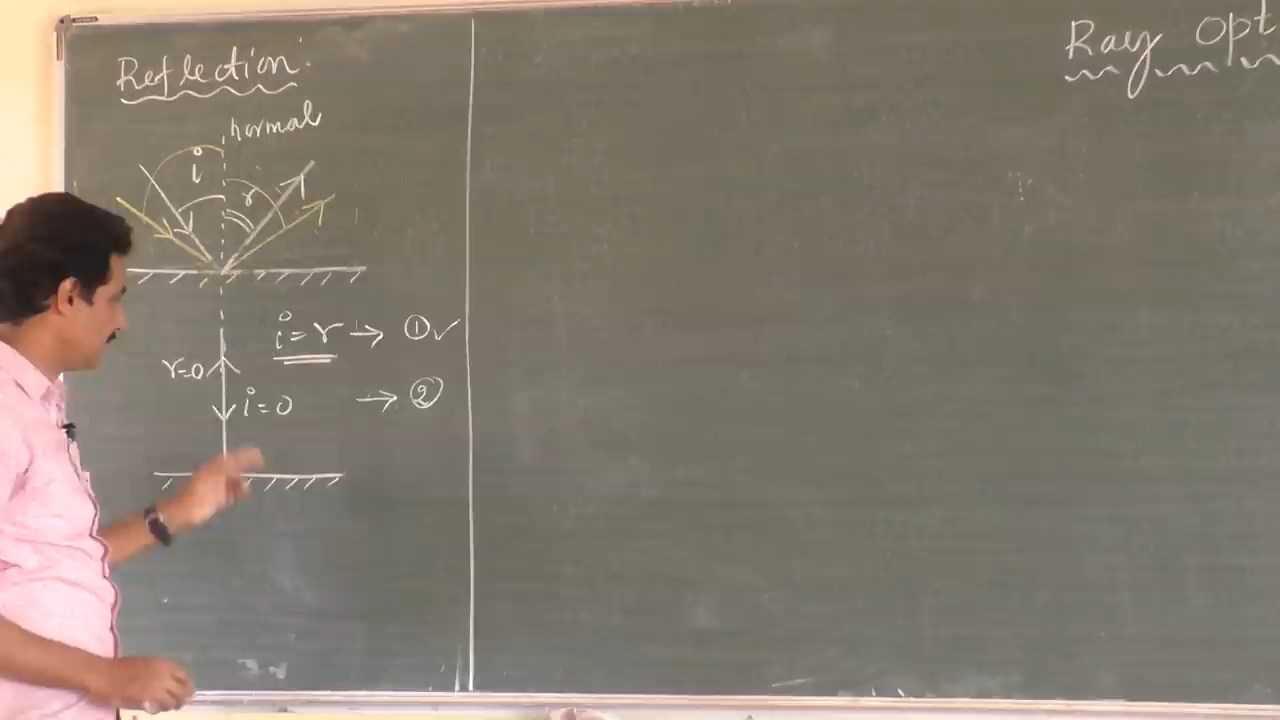 Reflection:
Ray Opt
normal
i
r
i = r → ①✓
r=0
i=0 → ②